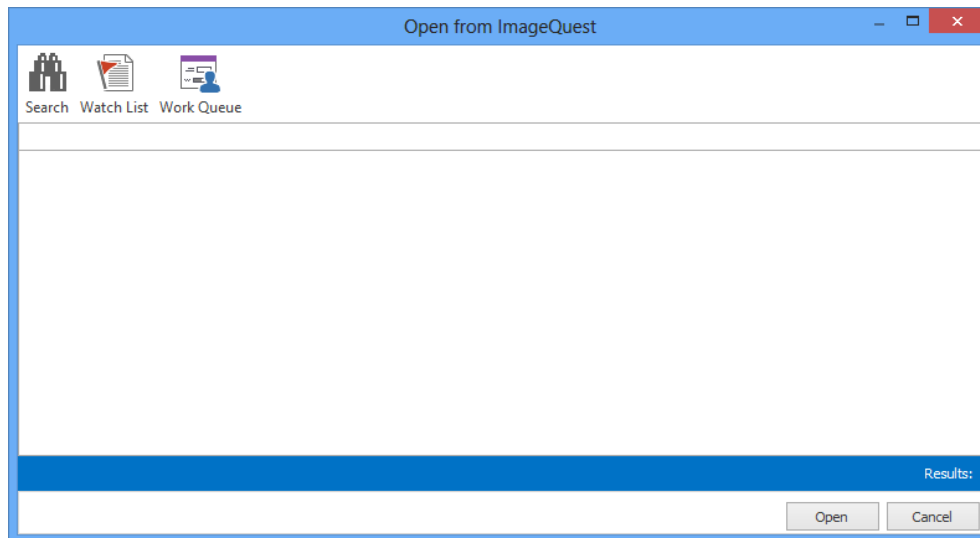 Open from ImageQuest
Search Watch List Work Queue
Results:
Open Cancel